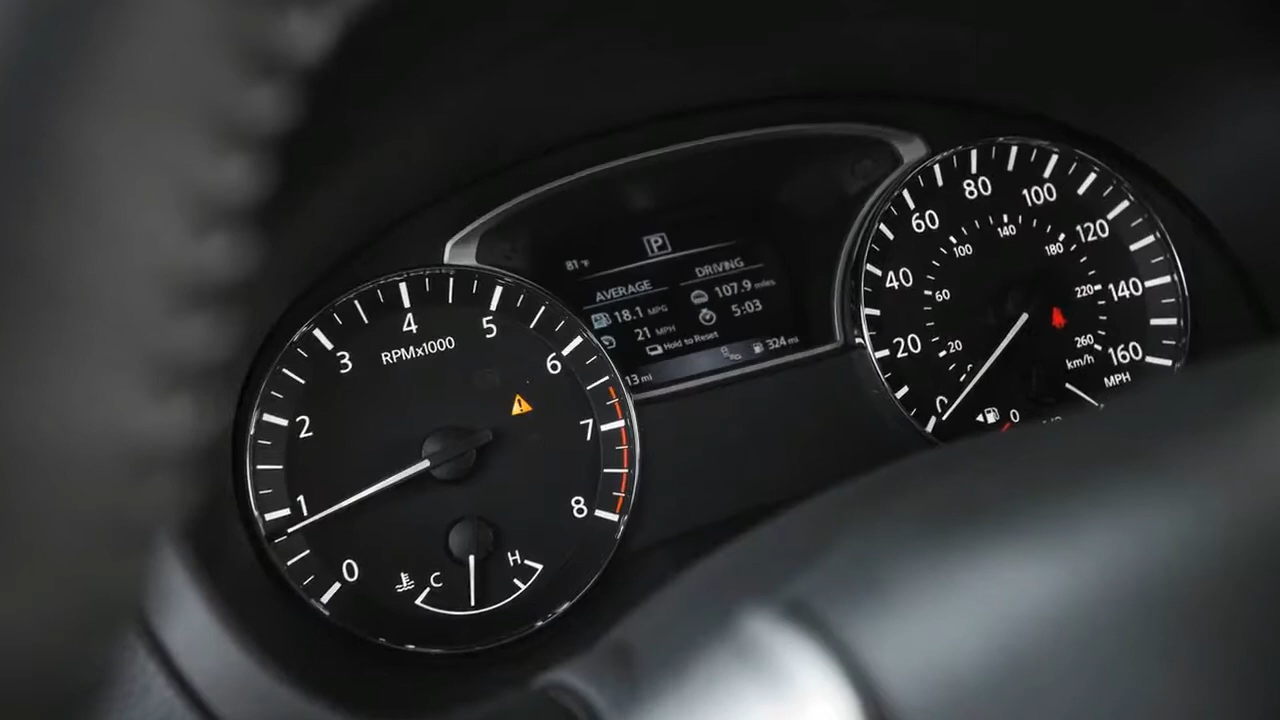 4
5
3
6
RPMx1000
2
7
1
8
0
C
H
P
81°F
AVERAGE
DRIVING
18.1 MPG
107.9 miles
21 MPH
5:03
Hold to Reset
324 mi
13 mi
80
100
60
120
40
140
20
160
0
MPH
140
100
180
60
220
20
260
km/h
0